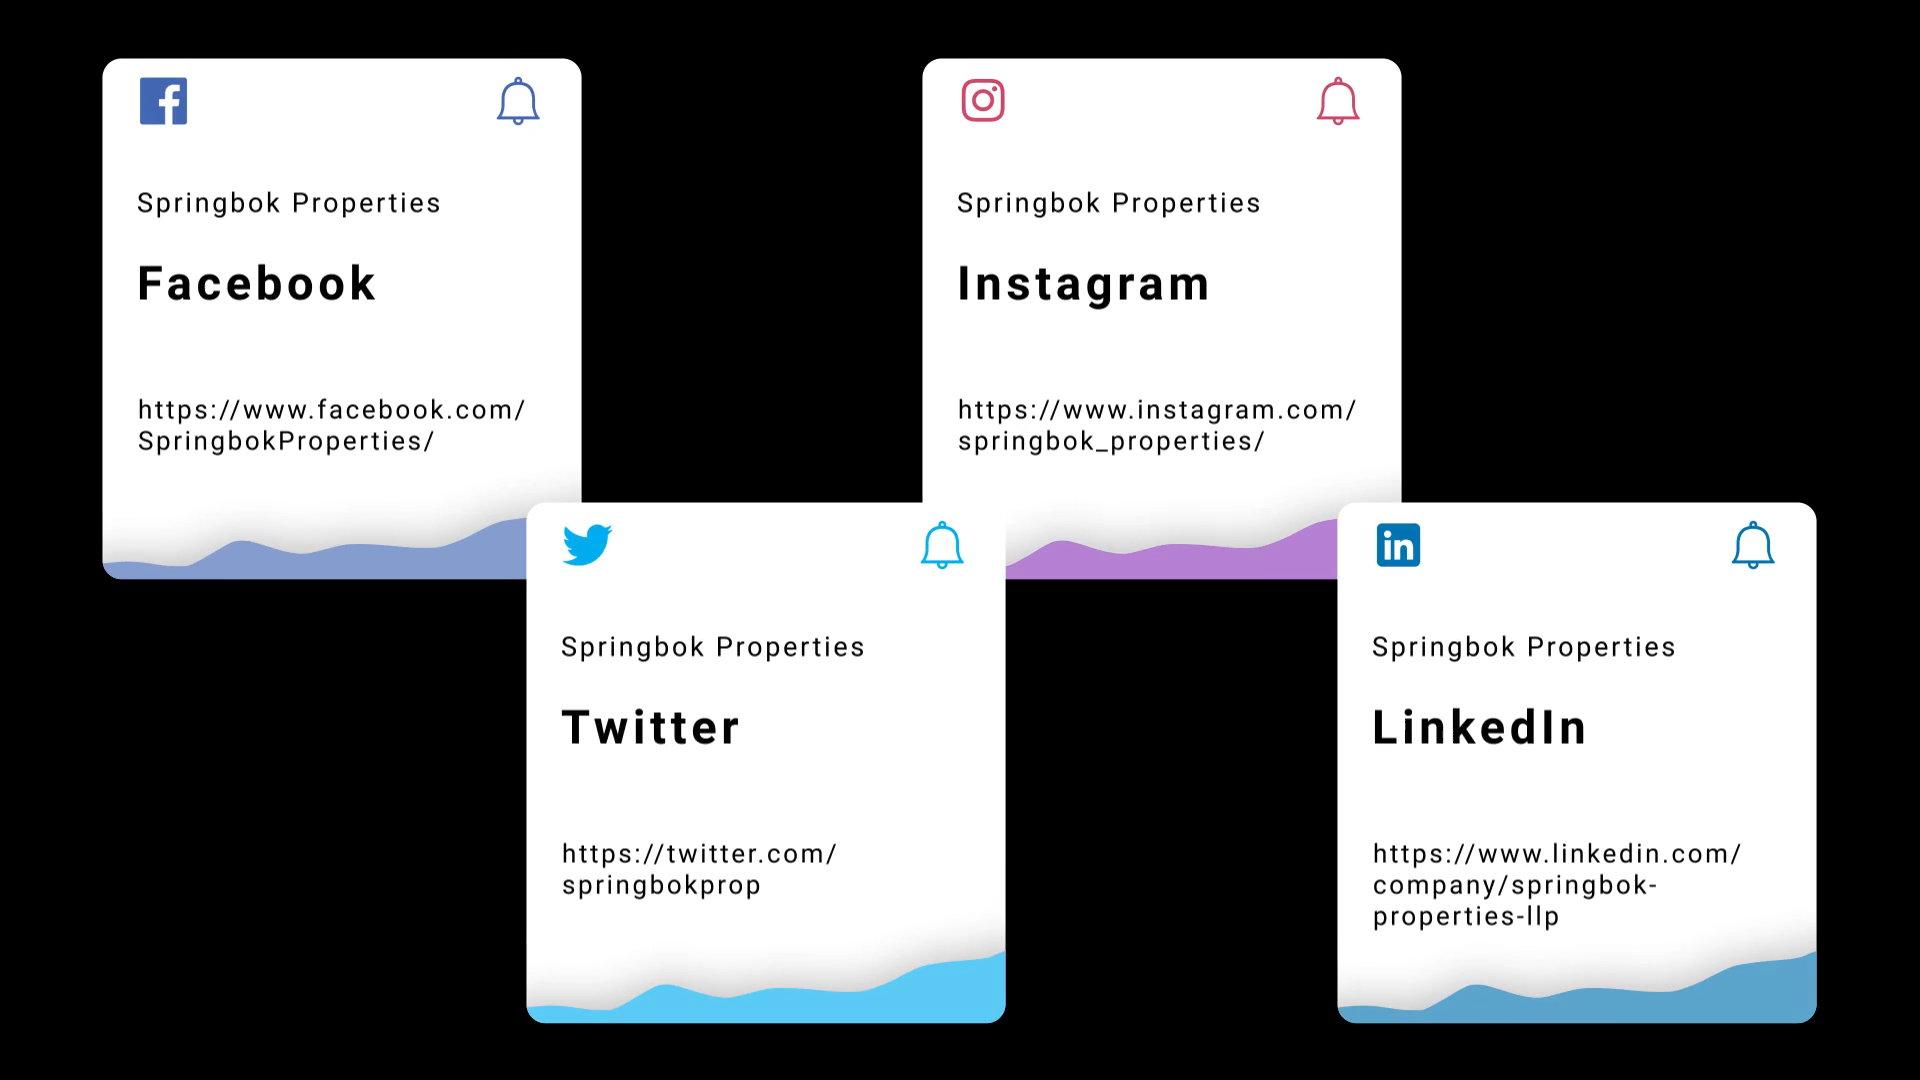 Springbok Properties
Facebook
https://www.facebook.com/
SpringbokProperties/
Springbok Properties
Instagram
https://www.instagram.com/
springbok_properties/
Springbok Properties
Twitter
https://twitter.com/
springbokprop
in
Springbok Properties
LinkedIn
https://www.linkedin.com/
company/springbok-
properties-llp